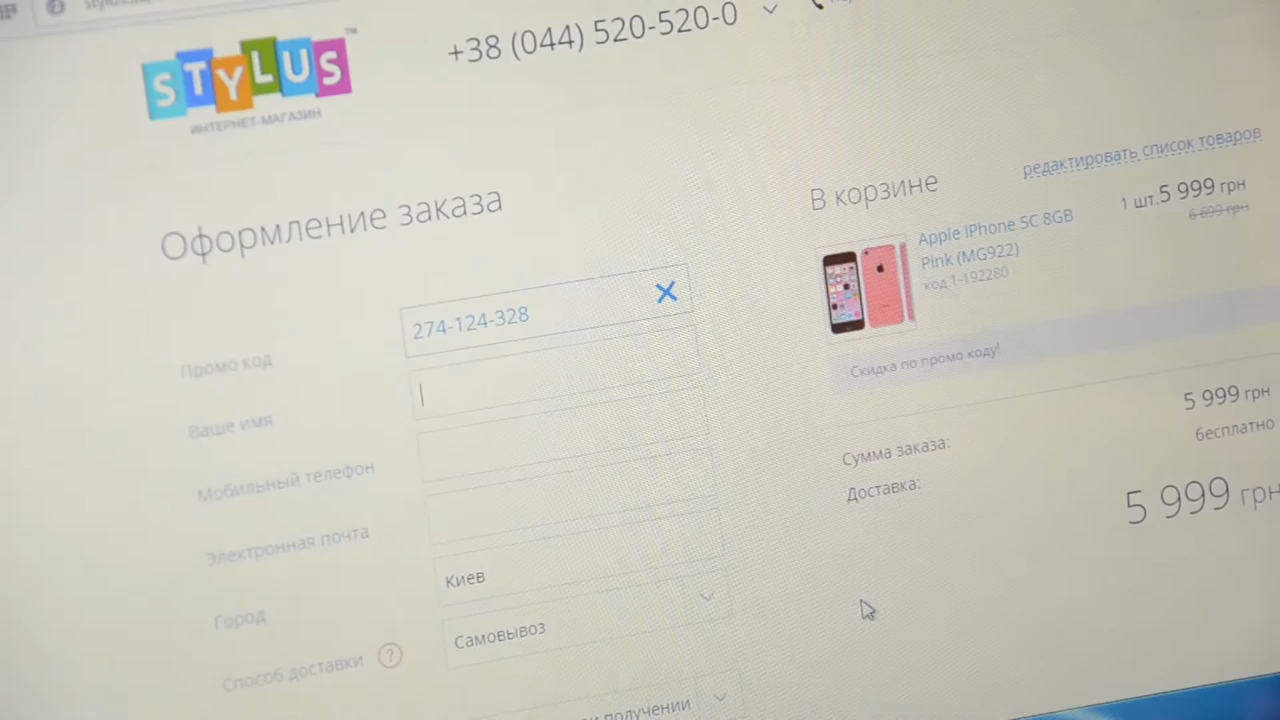 STYLUS™
ИНТЕРНЕТ-МАГАЗИН
+38 (044) 520-520-0
Оформление заказа
Промо код
274-124-328
Ваше имя
Мобильный телефон
Электронная почта
Город
Киев
Способ доставки ?
Самовывоз
получении
В корзине
редактировать список товаров
Apple iPhone 5C 8GB
Pink (MG922)
код 1-192280
1 шт.
5 999 грн
6 699 грн
Скидка по промо коду!
Сумма заказа:
5 999 грн
Доставка:
бесплатно
5 999 грн